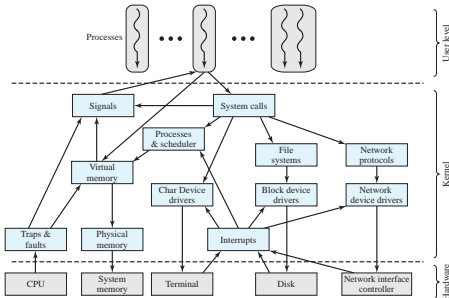 Processes
User level
Signals
System calls
Processes
& scheduler
File
systems
Network
protocols
Virtual
memory
Char Device
drivers
Block device
drivers
Network
device drivers
Kernel
Traps &
faults
Physical
memory
Interrupts
CPU
System
memory
Terminal
Disk
Network interface
controller
Hardware